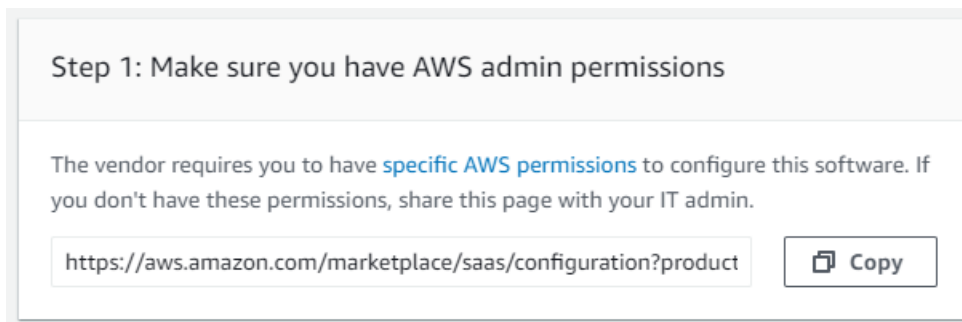 Step 1: Make sure you have AWS admin permissions
The vendor requires you to have specific AWS permissions to configure this software. If
you don't have these permissions, share this page with your IT admin.
https://aws.amazon.com/marketplace/saas/configuration?product
Copy